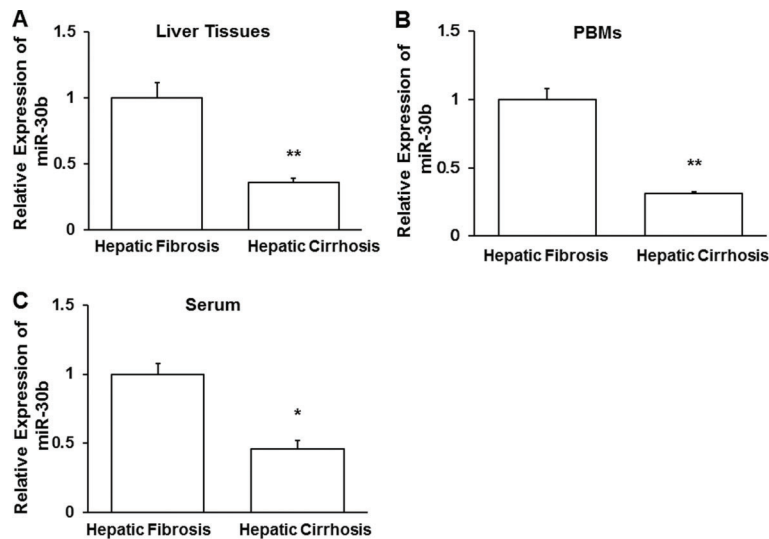 A
Liver Tissues
Relative Expression of
miR-30b
1.5
1
0.5
0
**
Hepatic Fibrosis
Hepatic Cirrhosis
B
PBMs
Relative Expression of
miR-30b
1.5
1
0.5
0
**
Hepatic Fibrosis
Hepatic Cirrhosis
C
Serum
Relative Expression of
miR-30b
1.5
1
0.5
0
*
Hepatic Fibrosis
Hepatic Cirrhosis